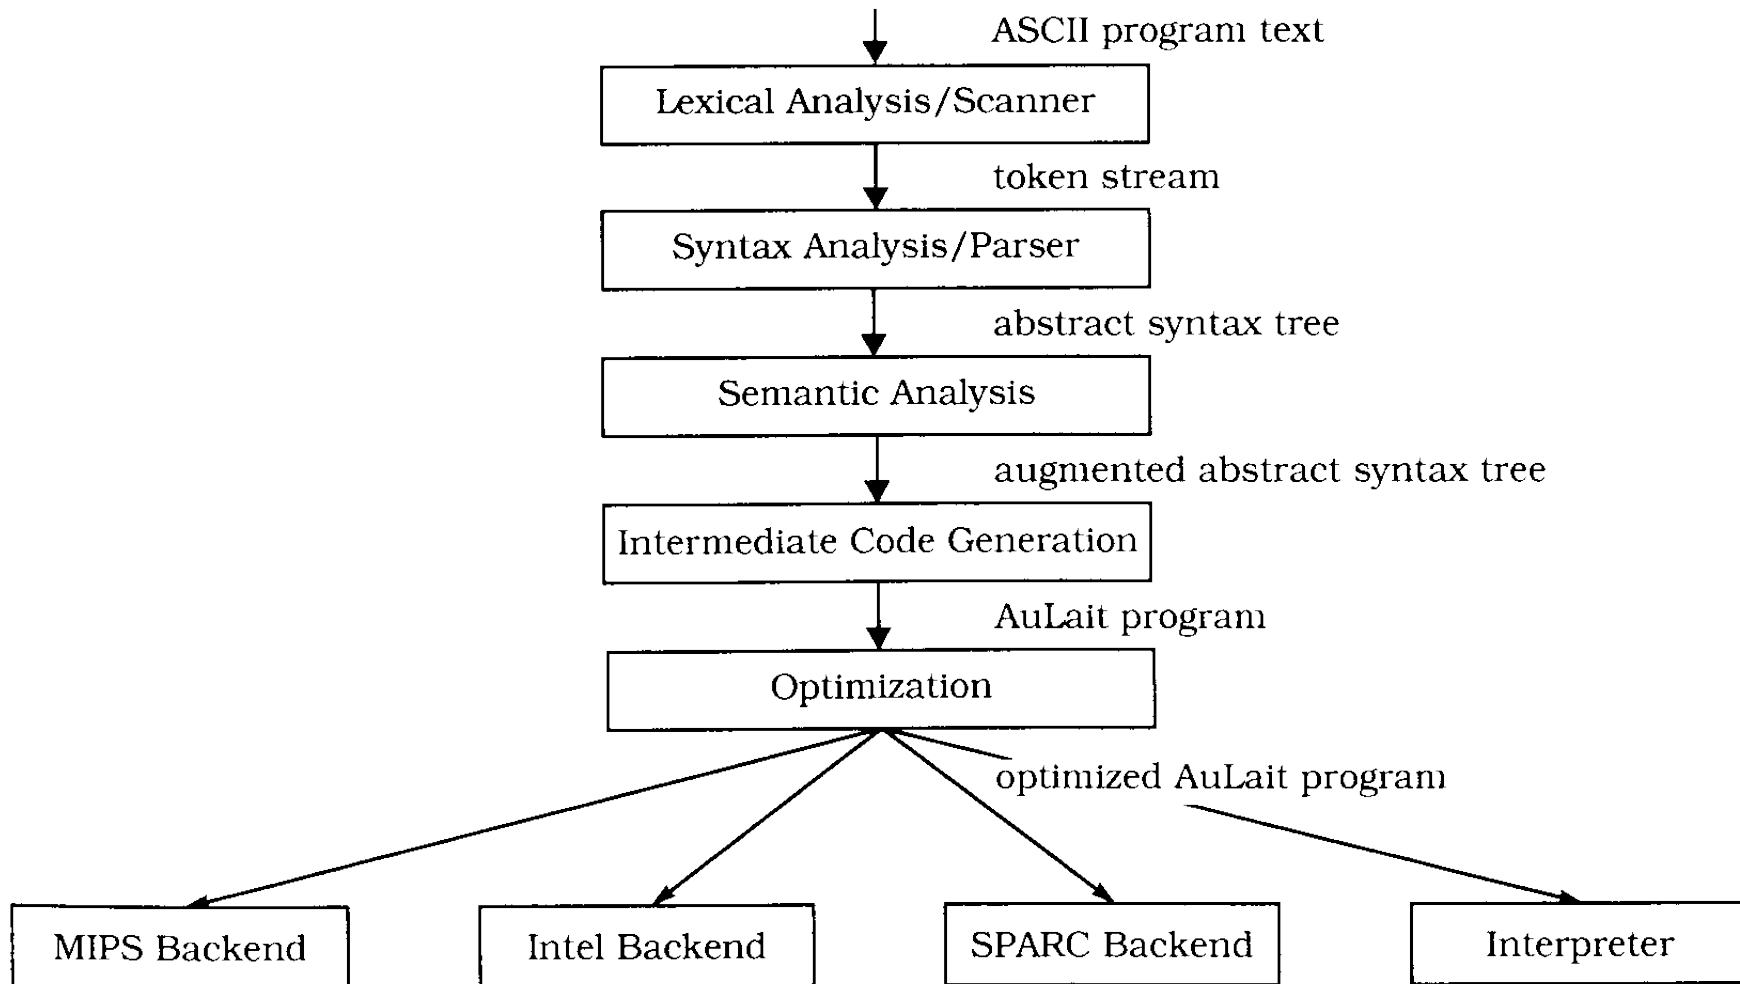 ASCII program text
Lexical Analysis/Scanner
token stream
Syntax Analysis/Parser
abstract syntax tree
Semantic Analysis
augmented abstract syntax tree
Intermediate Code Generation
AuLait program
Optimization
optimized AuLait program
MIPS Backend
Intel Backend
SPARC Backend
Interpreter